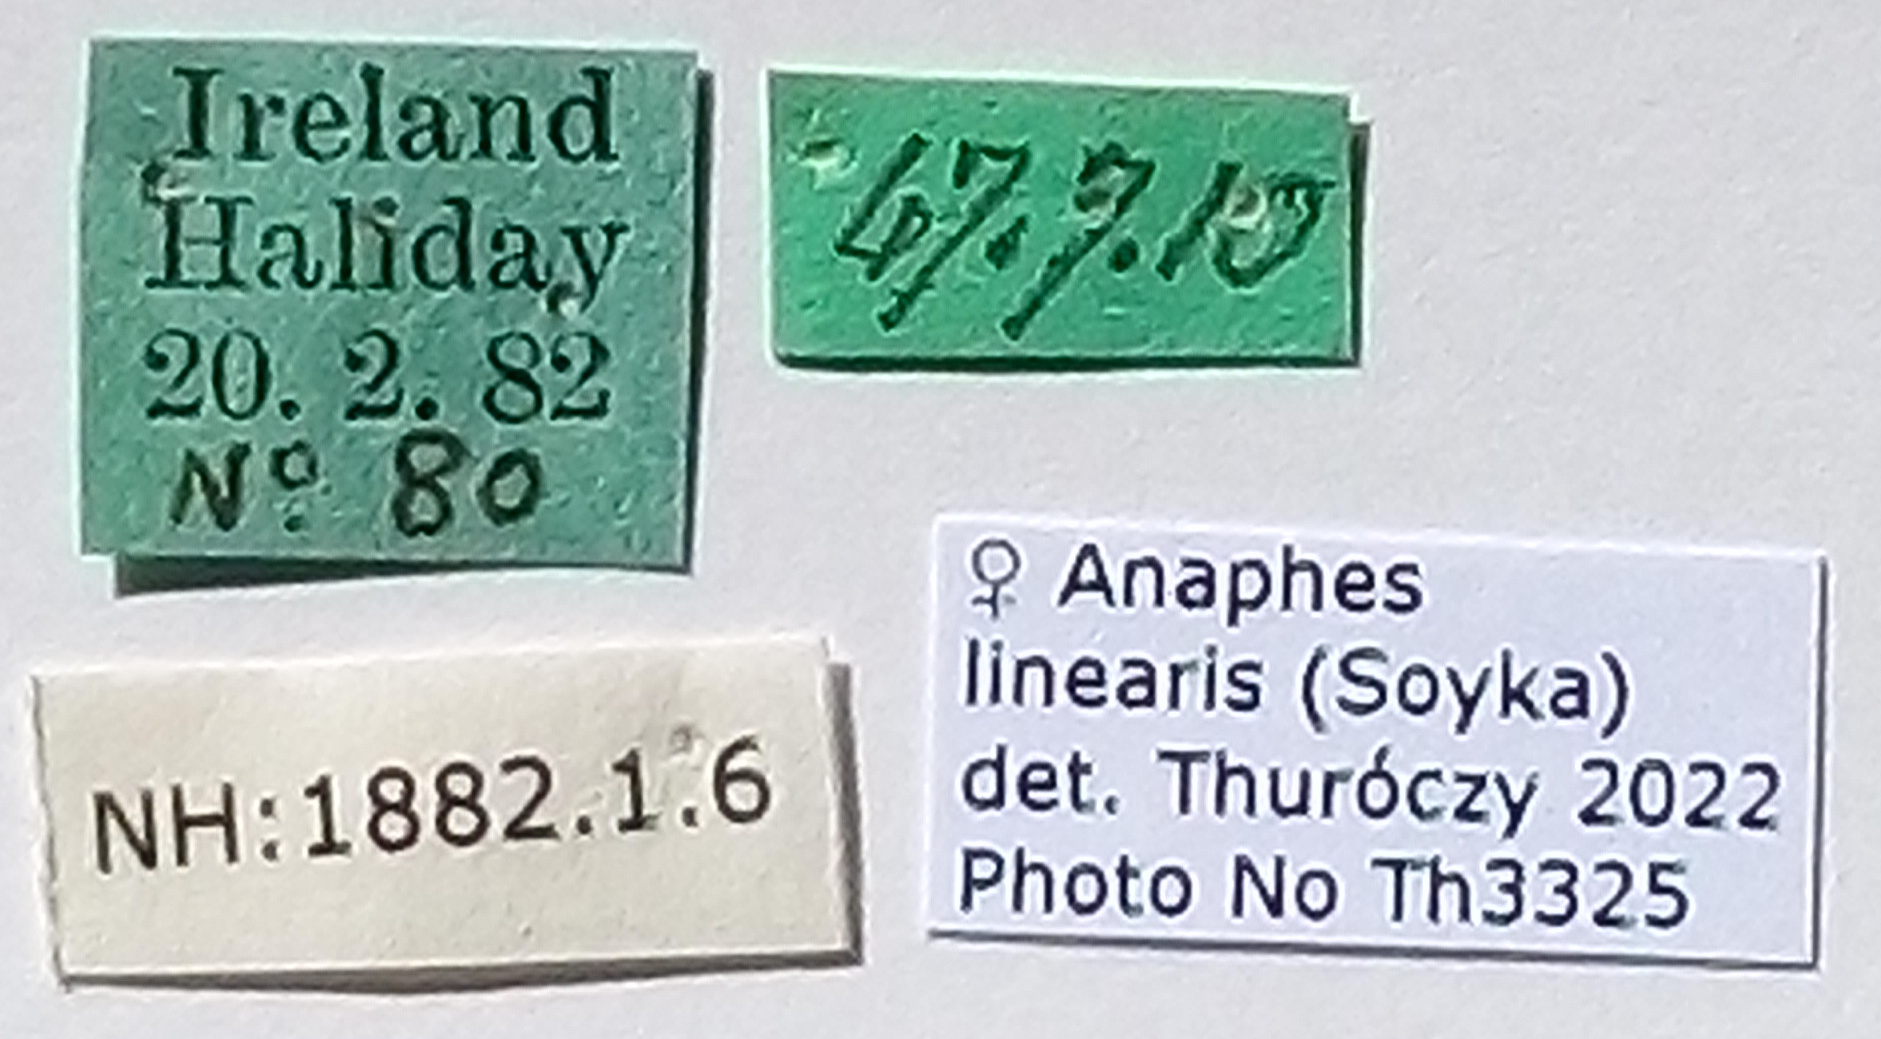 Ireland
Haliday
20. 2. 82
Nº 80
67.9.10
NH:1882.1.6
♀ Anaphes
linearis (Soyka)
det. Thuróczy 2022
Photo No Th3325